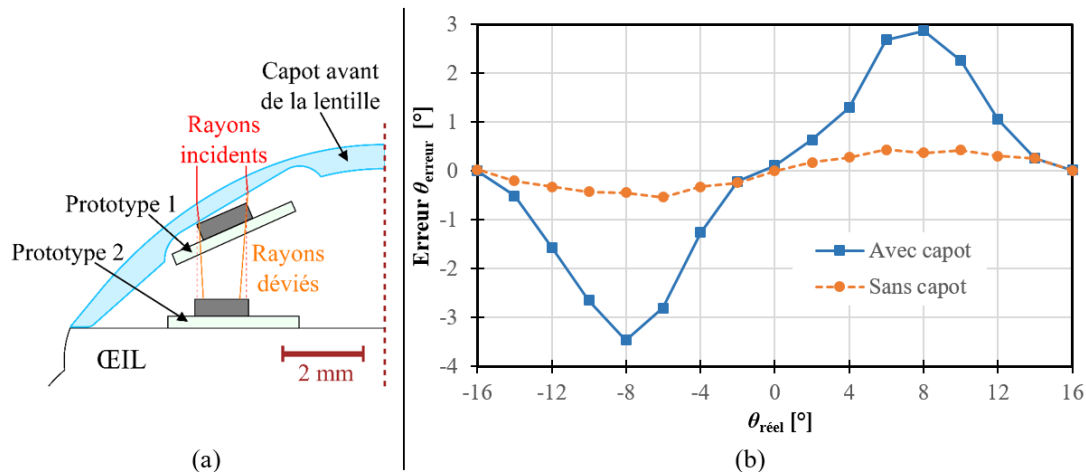 Capot avant
de la lentille
Rayons
incidents
Prototype 1
Prototype 2
Rayons
déviés
ŒIL
2 mm
(a)
Erreur θerreur [°]
3
2
1
0
-1
-2
-3
-4
Avec capot
Sans capot
-16 -12 -8 -4 0 4 8 12 16
θréel [°]
(b)